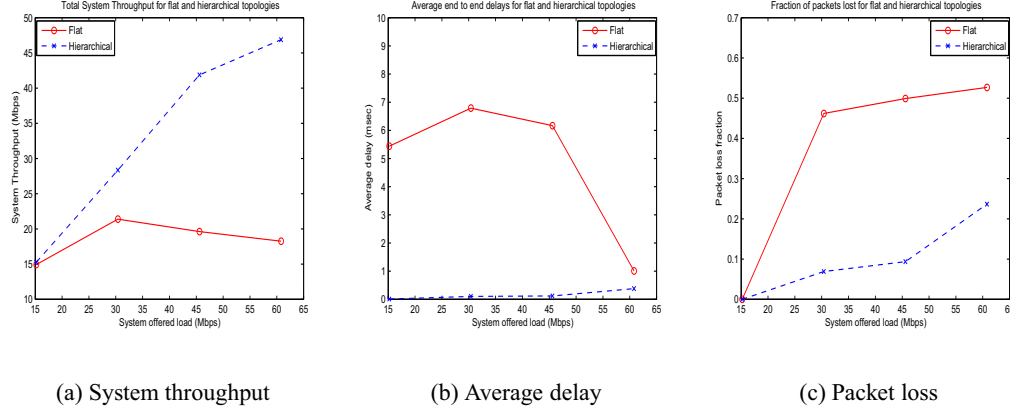 Total System Throughput for flat and hierarchical topologies
50
45
40
35
30
25
20
15
10
System Throughput (Mbps)
Flat
Hierarchical
15 20 25 30 35 40 45 50 55 60 65
System offered load (Mbps)
(a) System throughput
Average end to end delays for flat and hierarchical topologies
10
9
8
7
6
5
4
3
2
1
0
Average delay (msec)
Flat
Hierarchical
15 20 25 30 35 40 45 50 55 60 65
System offered load (Mbps)
(b) Average delay
Fraction of packets lost for flat and hierarchical topologies
0.7
0.6
0.5
0.4
0.3
0.2
0.1
0
Packet loss fraction
Flat
Hierarchical
15 20 25 30 35 40 45 50 55 60 65
System offered load (Mbps)
(c) Packet loss